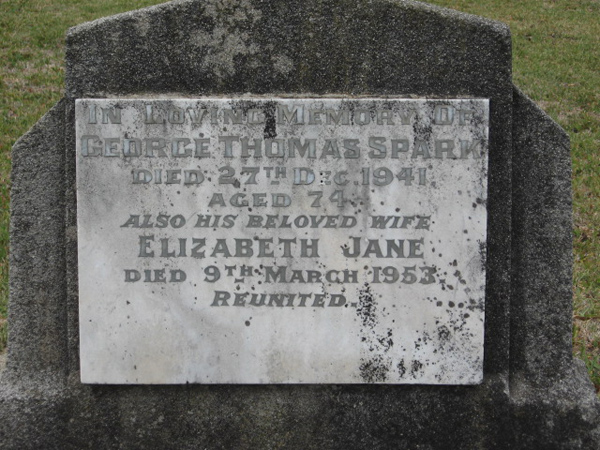 IN LOVING MEMORY OF
GEORGE THOMAS SPARK
DIED 27TH DEC. 1941
AGED 74
ALSO HIS BELOVED WIFE
ELIZABETH JANE
DIED 9TH MARCH 1953.
REUNITED.